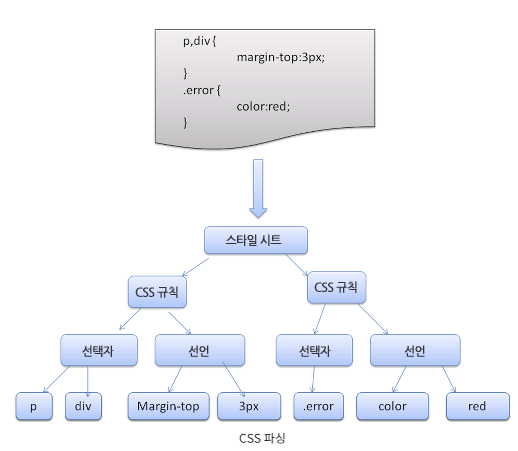 p,div {
margin-top:3px;
}
.error {
color:red;
}
스타일 시트
CSS 규칙
CSS 규칙
선택자
선언
선택자
선언
p
div
Margin-top
3px
.error
color
red
CSS 파싱